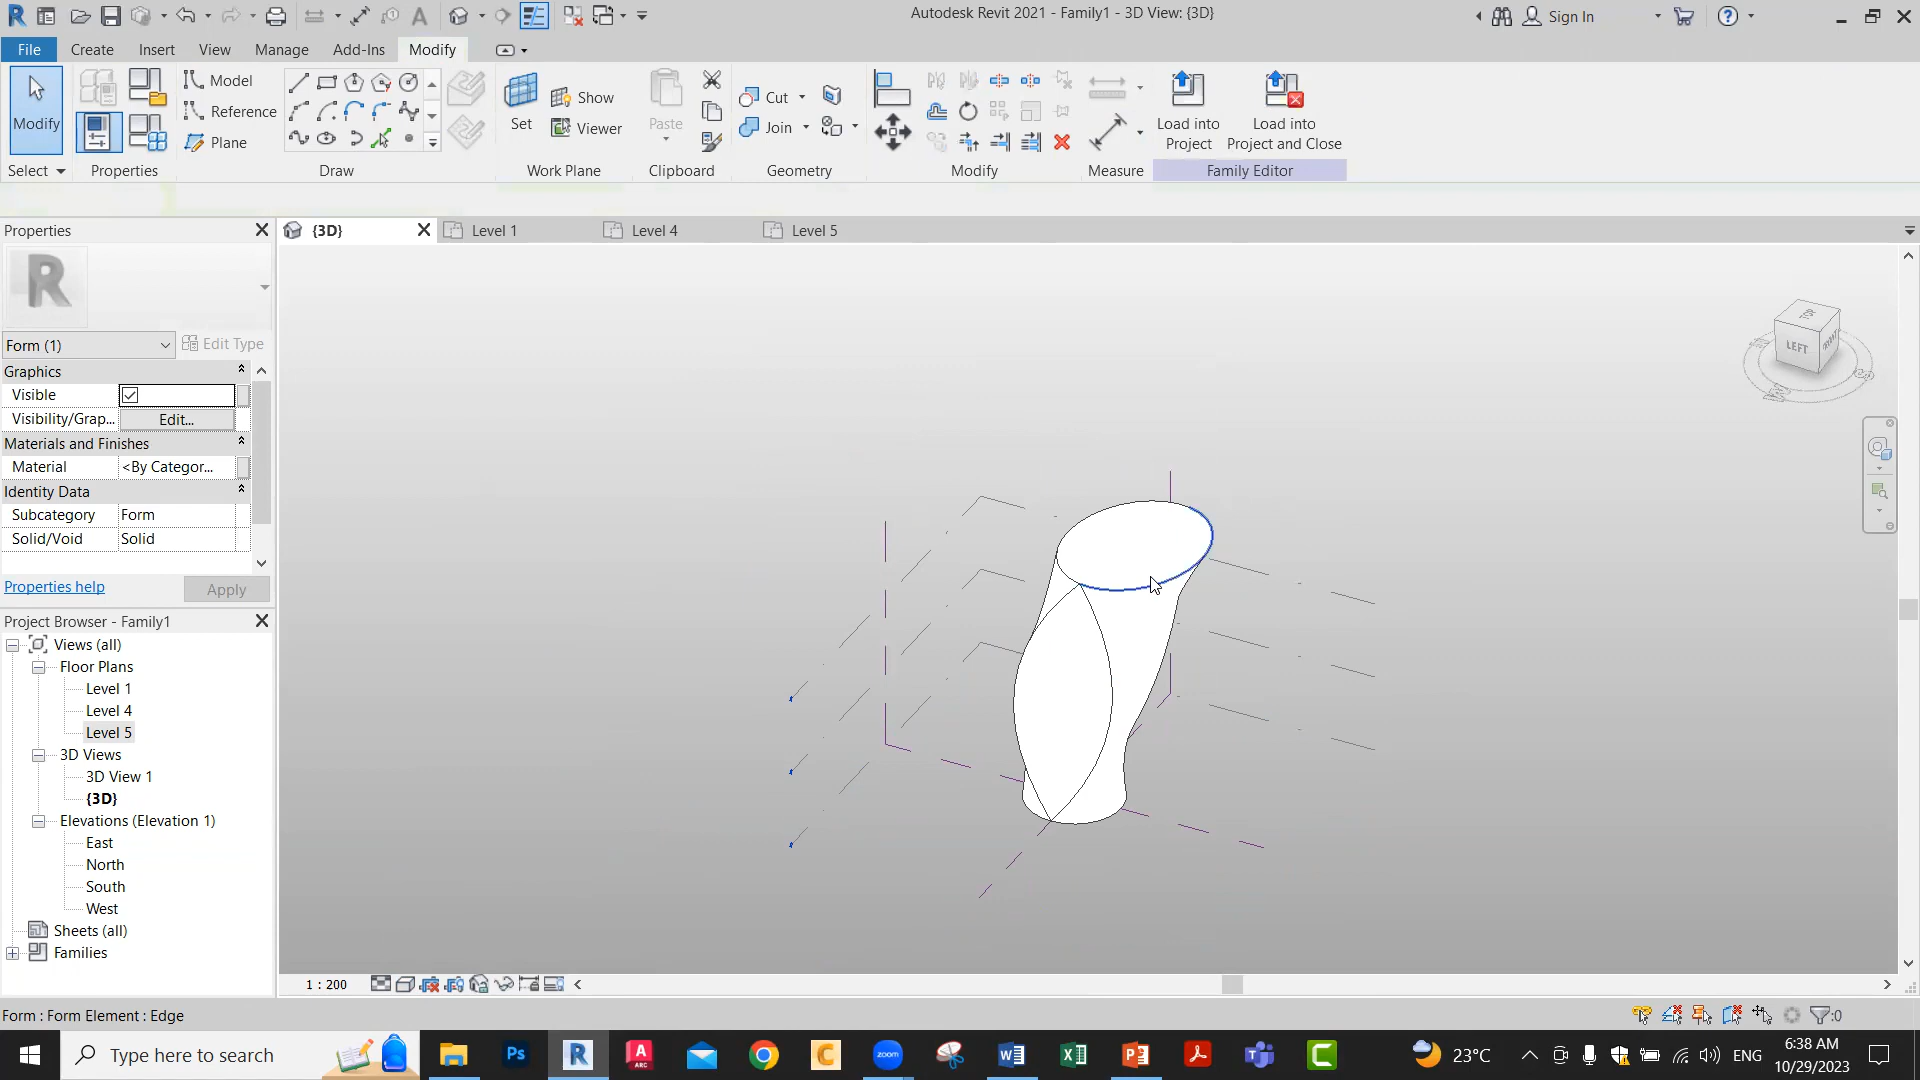 Autodesk Revit 2021 - Family1 - 3D View: {3D}
Sign In
File Create Insert View Manage Add-Ins Modify
Modify
Model
Reference
Plane
Set
Show
Viewer
Paste
Cut
Join
Load into
Project
Load into
Project and Close
Select Properties Draw Work Plane Clipboard Geometry Modify Measure Family Editor
Properties
{3D} Level 1 Level 4 Level 5
R
Form (1) Edit Type
Graphics
Visible
Visibility/Grap... Edit...
Materials and Finishes
Material <By Categor...
Identity Data
Subcategory Form
Solid/Void Solid
Properties help Apply
Project Browser - Family1
Views (all)
Floor Plans
Level 1
Level 4
Level 5
3D Views
3D View 1
{3D}
Elevations (Elevation 1)
East
North
South
West
Sheets (all)
Families
TOP
LEFT
1 : 200
Form : Form Element : Edge
:0
Type here to search
Ps
R
A
ARC
C
zoom
23°C
ENG
6:38 AM
10/29/2023